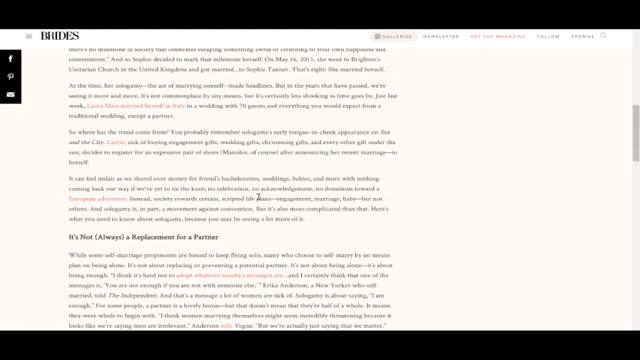 BRIDES
GALLERIES
NEWSLETTER
GET THE MAGAZINE
FOLLOW
PROMOS
there's no milestone in society that celebrates escaping something awful or returning to your own happiness and
contentment." And so Sophie decided to mark that milestone herself. On May 16, 2015, she went to Brighton's
Unitarian Church in the United Kingdom and got married...to Sophie Tanner. That's right: She married herself.
At the time, her sologamy—the act of marrying oneself—made headlines. But in the years that have passed, we're
seeing it more and more. It's not commonplace by any means, but it's certainly less shocking as time goes by. Just last
week, Laura Mesi married herself in Italy in a wedding with 70 guests and everything you would expect from a
traditional wedding, except a partner.
So where has the trend come from? You probably remember sologamy's early tongue-in-cheek appearance on Sex
and the City. Carrie, sick of buying engagement gifts, wedding gifts, christening gifts, and every other gift under the
sun, decides to register for an expensive pair of shoes (Manolos, of course) after announcing her recent marriage—to
herself.
It can feel unfair as we shovel over money for friend's bachelorettes, weddings, babies, and more with nothing
coming back our way if we've yet to tie the knot; no celebration, no acknowledgement, no donations toward a
European adventure. Instead, society rewards certain, scripted life plans—engagement, marriage, baby—but not
others. And sologamy is, in part, a movement against convention. But it's also more complicated than that. Here's
what you need to know about sologamy, because you may be seeing a lot more of it.
It's Not (Always) a Replacement for a Partner
While some self-marriage proponents are bound to keep flying solo, many who choose to self-marry by no means
plan on being alone. It's not about replacing or preventing a potential partner. It's not about being alone—it's about
being enough. "I think it's hard not to adopt whatever society's messages are...and I certainly think that one of the
messages is, 'You are not enough if you are not with someone else,'" Erika Anderson, a New Yorker who self-
married, told The Independent. And that's a message a lot of women are sick of. Sologamy is about saying, "I am
enough." For some people, a partner is a lovely bonus—but that doesn't mean that they're half of a whole. It means
they were whole to begin with. "I think women marrying themselves might seem incredibly threatening because it
looks like we're saying men are irrelevant," Anderson tells Vogue. "But we're actually just saying that we matter."